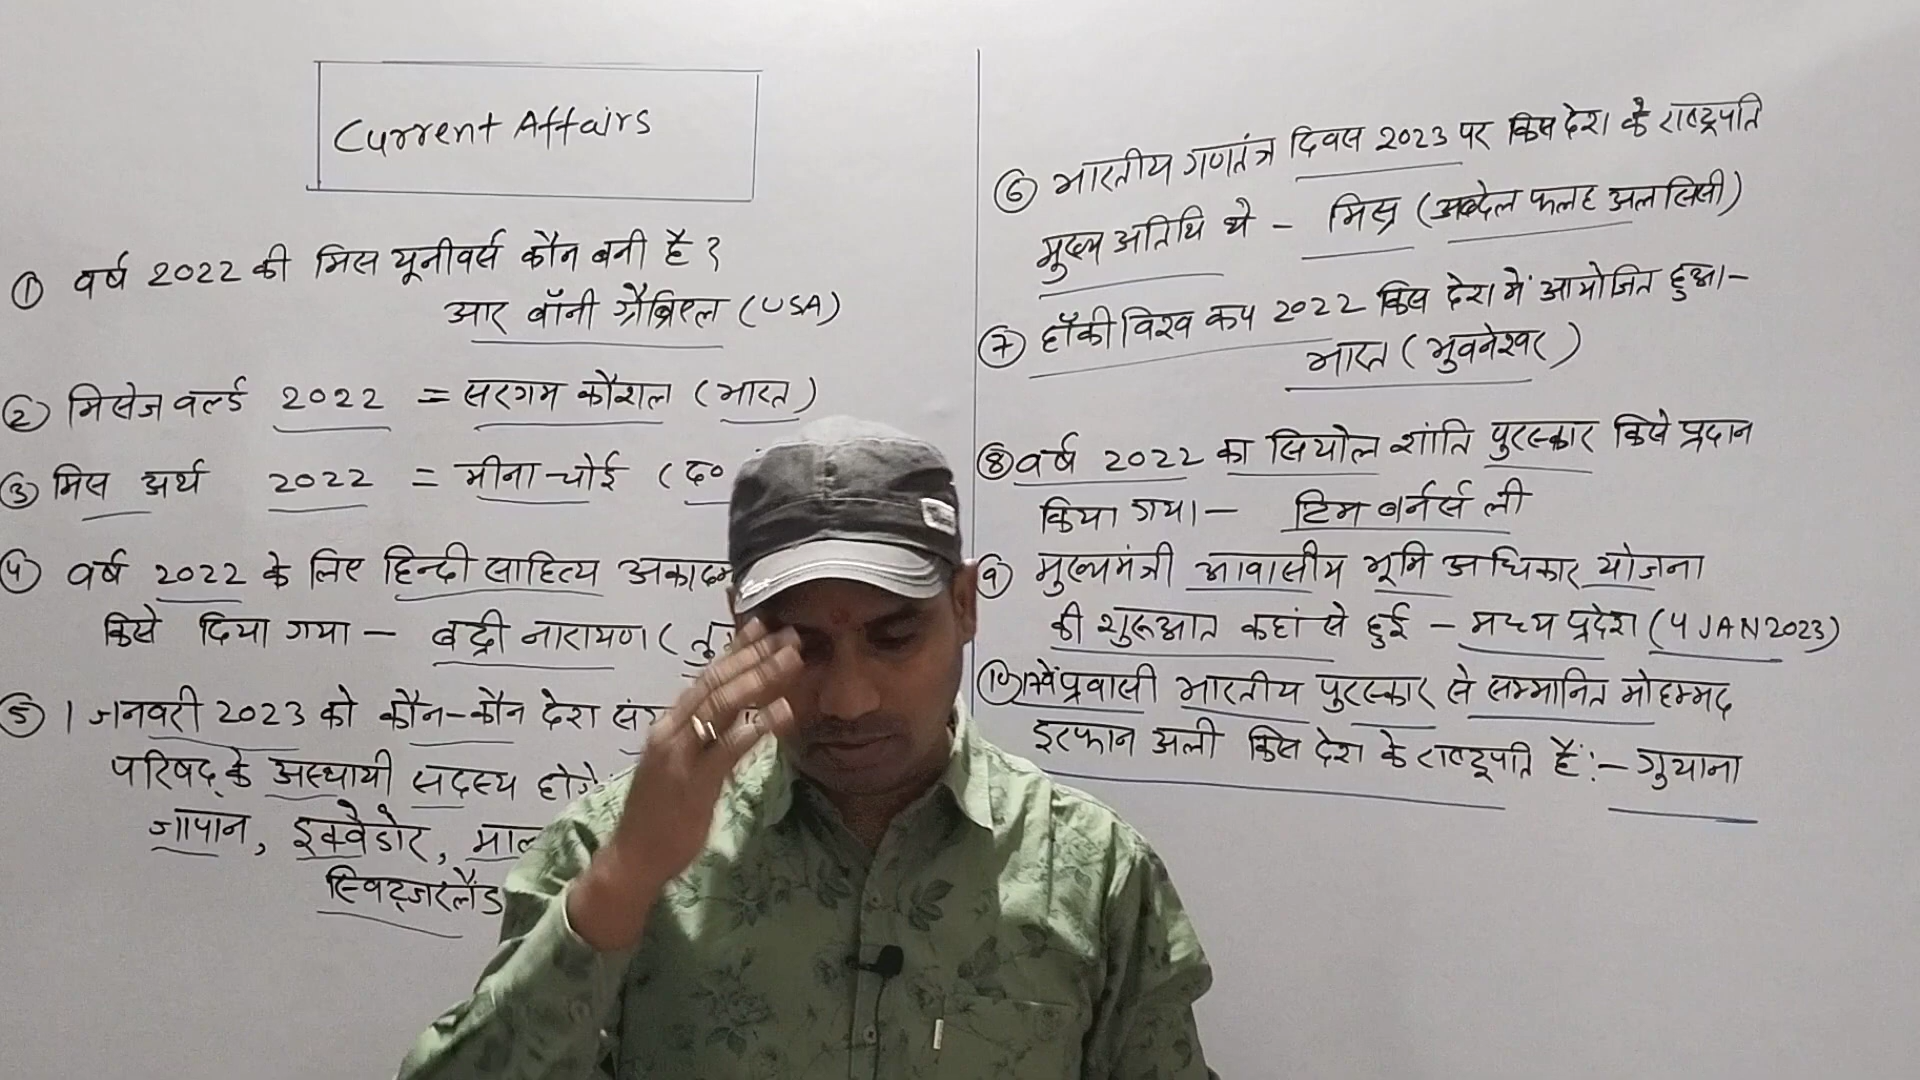 Current Affairs
① वर्ष 2022 की मिस यूनीवर्स कौन बनी है ?
आर बॉनी ग्रैब्रिएल (USA)
② मिसेज वर्ल्ड 2022 = सरगम कौशल (भारत)
③ मिस अर्थ 2022 = मीना-चोई (द०
④ वर्ष 2022 के लिए हिन्दी साहित्य
किसे दिया गया - बद्री नारायण (
⑤ 1 जनवरी 2023 को कौन-कौन देश
परिषद् के अस्थायी सदस्य
जापान, इक्वेडोर,
स्विट्जरलैंड
⑥ भारतीय गणतंत्र दिवस 2023 पर किस देश के राष्ट्रपति
मुख्य अतिथि थे - मिस्र (अब्देल फतह अल सिसी)
⑦ हॉकी विश्व कप 2022 किस देश में आयोजित हुआ -
भारत (भुवनेश्वर)
⑧ वर्ष 2022 का सियोल शांति पुरस्कार किसे प्रदान
किया गया - टिम बर्नर्स ली
⑨ मुख्यमंत्री आवासीय भूमि अधिकार योजना
की शुरूआत कहां से हुई - मध्य प्रदेश (4 JAN 2023)
⑩ 17वें प्रवासी भारतीय पुरस्कार से सम्मानित मोहम्मद
इरफान अली किस देश के राष्ट्रपति हैं :- गुयाना